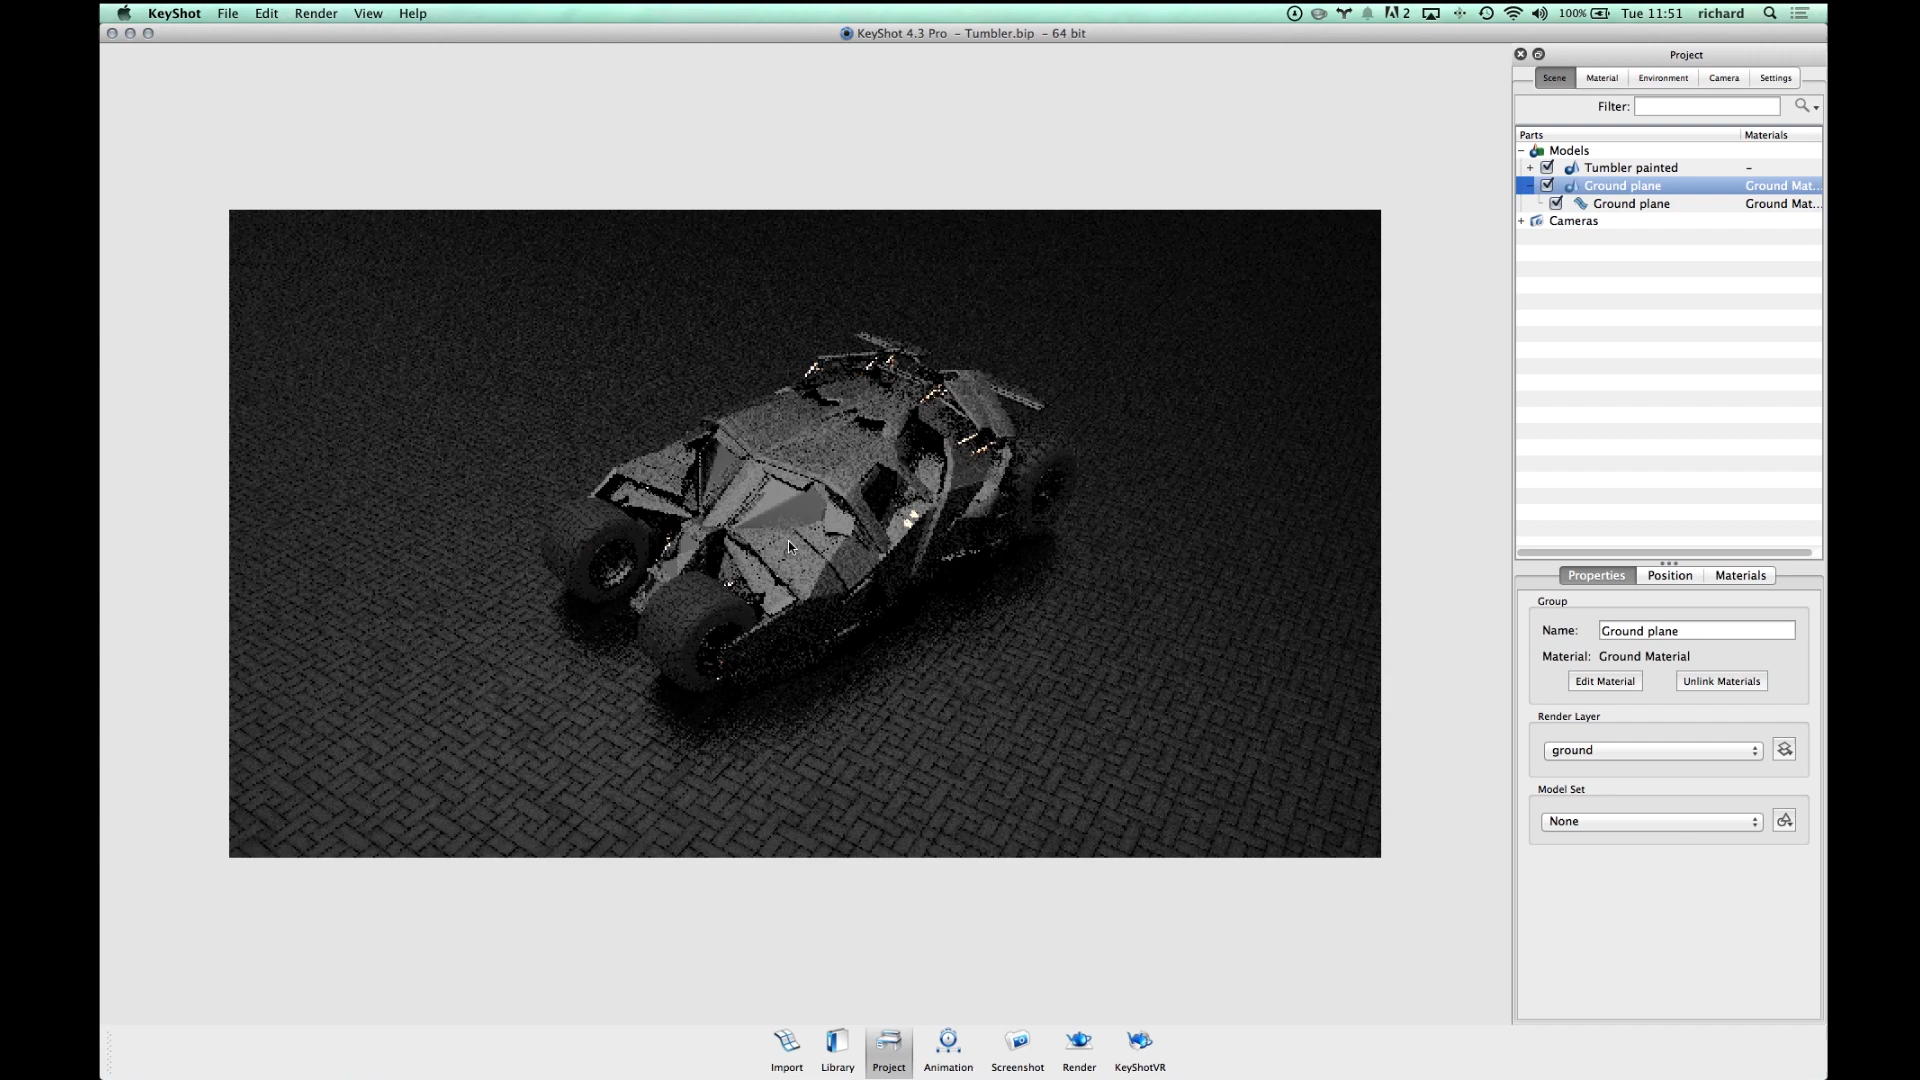 KeyShot File Edit Render View Help
2 100% Tue 11:51 richard
KeyShot 4.3 Pro - Tumbler.bip - 64 bit
Project
Scene Material Environment Camera Settings
Filter:
Parts Materials
Models
Tumbler painted -
Ground plane Ground Mat...
Ground plane Ground Mat...
Cameras
Properties Position Materials
Group
Name: Ground plane
Material: Ground Material
Edit Material Unlink Materials
Render Layer
ground
Model Set
None
Import Library Project Animation Screenshot Render KeyShotVR